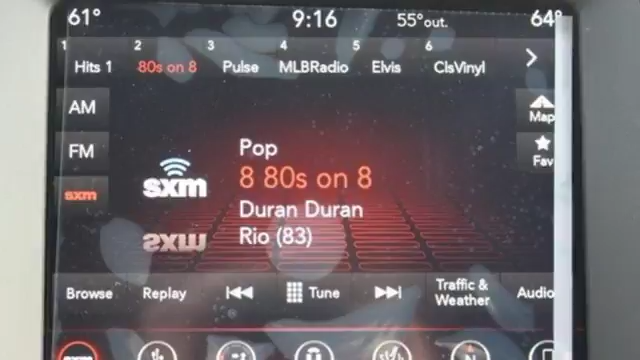 61° 9:16 55°out. 64°
1 2 3 4 5 6
Hits 1 80s on 8 Pulse MLBRadio Elvis ClsVinyl
AM
Map
FM
Fav
sxm
Pop
sxm
8 80s on 8
Duran Duran
Rio (83)
Browse Replay Tune Traffic & Weather Audio
sxm